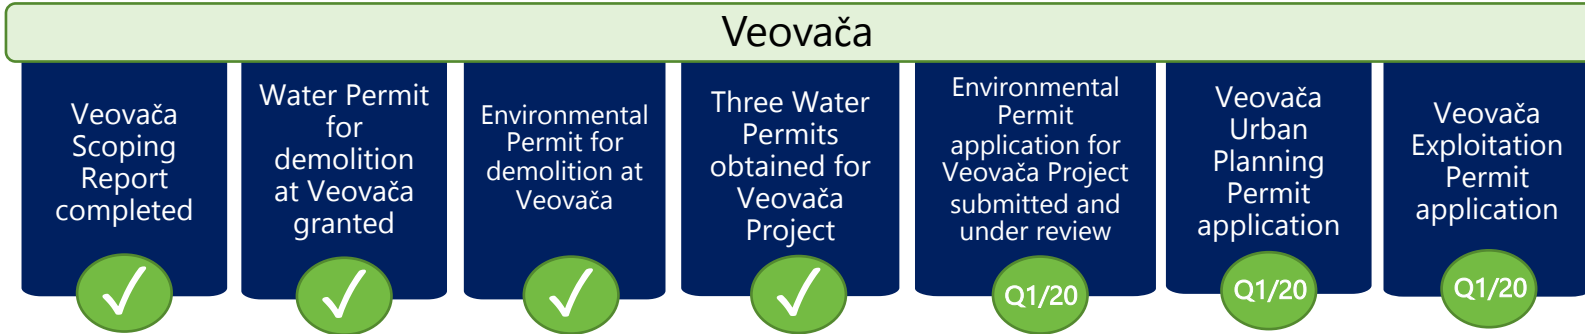 Veovača
Veovača
Scoping
Report
completed
Water Permit
for
demolition
at Veovača
granted
Environmental
Permit for
demolition at
Veovača
Three Water
Permits
obtained for
Veovača
Project
Environmental
Permit
application for
Veovača Project
submitted and
under review
Q1/20
Veovača
Urban
Planning
Permit
application
Q1/20
Veovača
Exploitation
Permit
application
Q1/20